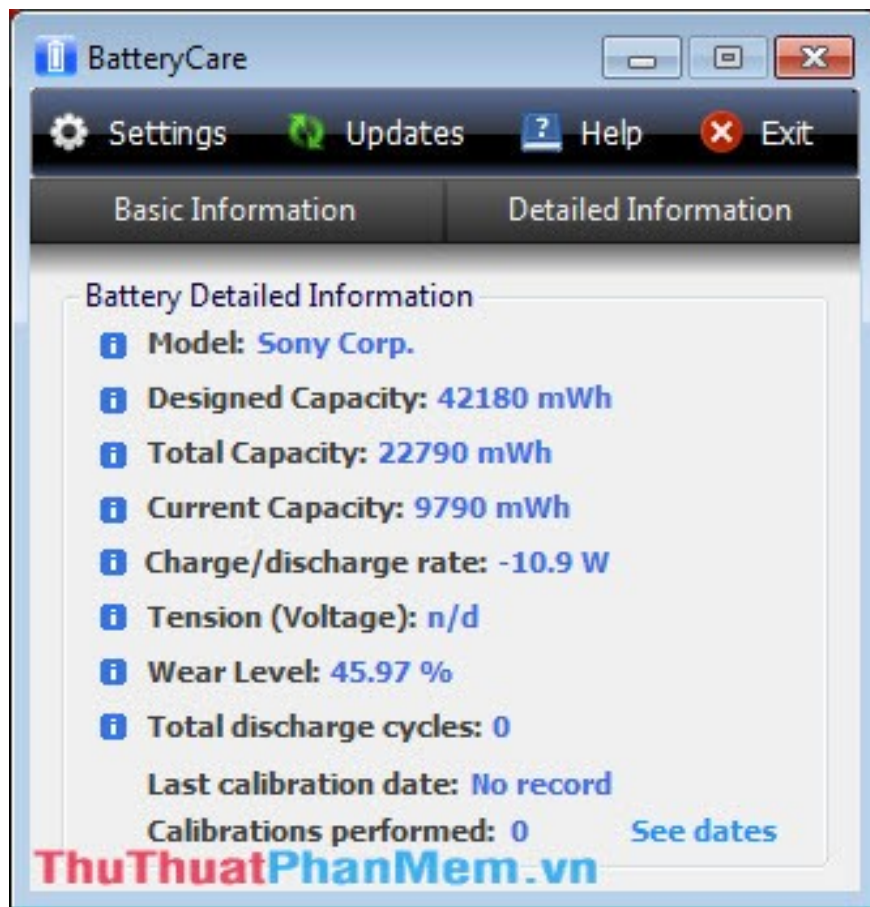 BatteryCare
Settings Updates Help Exit
Basic Information Detailed Information
Battery Detailed Information
Model: Sony Corp.
Designed Capacity: 42180 mWh
Total Capacity: 22790 mWh
Current Capacity: 9790 mWh
Charge/discharge rate: -10.9 W
Tension (Voltage): n/d
Wear Level: 45.97 %
Total discharge cycles: 0
Last calibration date: No record
Calibrations performed: 0 See dates
ThuThuatPhanMem.vn